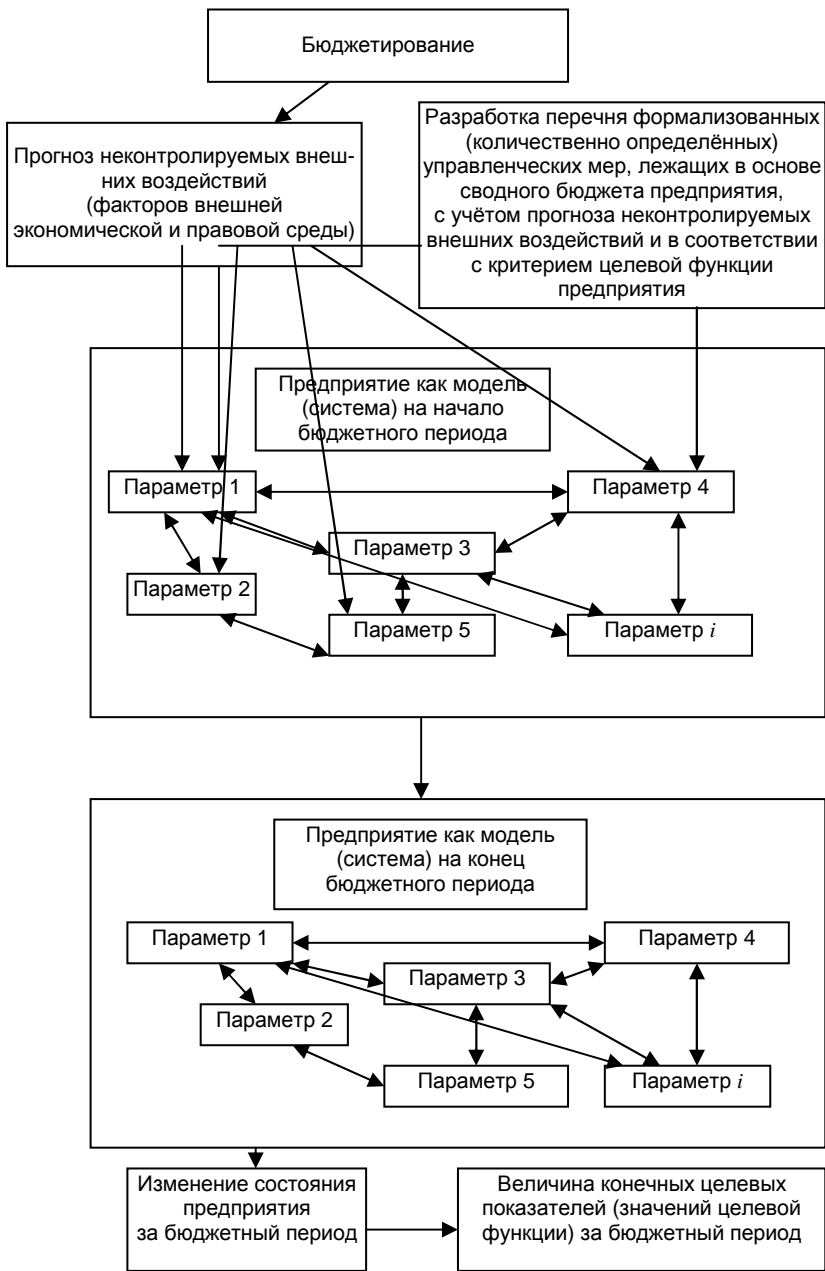 Бюджетирование
Прогноз неконтролируемых внеш-
них воздействий
(факторов внешней
экономической и правовой среды)
Разработка перечня формализованных
(количественно определённых)
управленческих мер, лежащих в основе
сводного бюджета предприятия,
с учётом прогноза неконтролируемых
внешних воздействий и в соответствии
с критерием целевой функции
предприятия
Предприятие как модель
(система) на начало
бюджетного периода
Параметр 1
Параметр 4
Параметр 3
Параметр 2
Параметр 5
Параметр i
Предприятие как модель
(система) на конец
бюджетного периода
Параметр 1
Параметр 4
Параметр 3
Параметр 2
Параметр 5
Параметр i
Изменение состояния
предприятия
за бюджетный период
Величина конечных целевых
показателей (значений целевой
функции) за бюджетный период